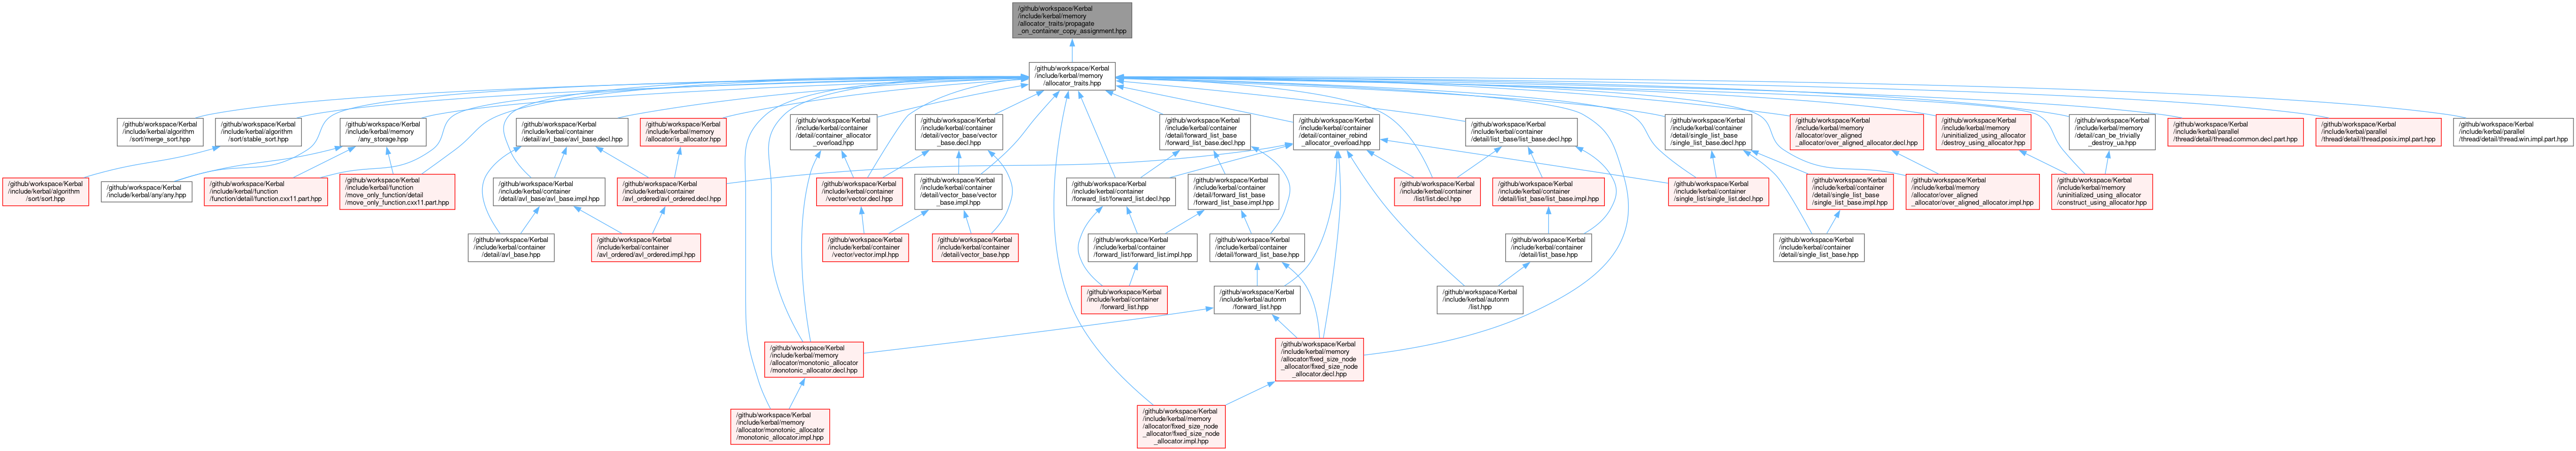 /github/workspace/Kerbal
/include/kerbal/memory
/allocator_traits/propagate
_on_container_copy_assignment.hpp
/github/workspace/Kerbal
/include/kerbal/memory
/allocator_traits.hpp
/github/workspace/Kerbal
/include/kerbal/algorithm
/sort/merge_sort.hpp
/github/workspace/Kerbal
/include/kerbal/algorithm
/sort/stable_sort.hpp
/github/workspace/Kerbal
/include/kerbal/memory
/any_storage.hpp
/github/workspace/Kerbal
/include/kerbal/container
/detail/avl_base/avl_base.decl.hpp
/github/workspace/Kerbal
/include/kerbal/memory
/allocator/is_allocator.hpp
/github/workspace/Kerbal
/include/kerbal/container
/detail/container_allocator
_overload.hpp
/github/workspace/Kerbal
/include/kerbal/container
/detail/vector_base/vector
_base.decl.hpp
/github/workspace/Kerbal
/include/kerbal/container
/detail/forward_list_base
/forward_list_base.decl.hpp
/github/workspace/Kerbal
/include/kerbal/container
/detail/container_rebind
_allocator_overload.hpp
/github/workspace/Kerbal
/include/kerbal/container
/detail/list_base/list_base.decl.hpp
/github/workspace/Kerbal
/include/kerbal/container
/detail/single_list_base
/single_list_base.decl.hpp
/github/workspace/Kerbal
/include/kerbal/memory
/allocator/over_aligned
_allocator/over_aligned_allocator.decl.hpp
/github/workspace/Kerbal
/include/kerbal/memory
/uninitialized_using_allocator
/destroy_using_allocator.hpp
/github/workspace/Kerbal
/include/kerbal/memory
/detail/can_be_trivially
_destroy_ua.hpp
/github/workspace/Kerbal
/include/kerbal/parallel
/thread/detail/thread.common.decl.part.hpp
/github/workspace/Kerbal
/include/kerbal/parallel
/thread/detail/thread.posix.impl.part.hpp
/github/workspace/Kerbal
/include/kerbal/parallel
/thread/detail/thread.win.impl.part.hpp
/github/workspace/Kerbal
/include/kerbal/algorithm
/sort/sort.hpp
/github/workspace/Kerbal
/include/kerbal/any/any.hpp
/github/workspace/Kerbal
/include/kerbal/function
/function/detail/function.cxx11.part.hpp
/github/workspace/Kerbal
/include/kerbal/function
/move_only_function/detail
/move_only_function.cxx11.part.hpp
/github/workspace/Kerbal
/include/kerbal/container
/detail/avl_base/avl_base.impl.hpp
/github/workspace/Kerbal
/include/kerbal/container
/avl_ordered/avl_ordered.decl.hpp
/github/workspace/Kerbal
/include/kerbal/container
/vector/vector.decl.hpp
/github/workspace/Kerbal
/include/kerbal/container
/detail/vector_base/vector
_base.impl.hpp
/github/workspace/Kerbal
/include/kerbal/container
/forward_list/forward_list.decl.hpp
/github/workspace/Kerbal
/include/kerbal/container
/detail/forward_list_base
/forward_list_base.impl.hpp
/github/workspace/Kerbal
/include/kerbal/container
/list/list.decl.hpp
/github/workspace/Kerbal
/include/kerbal/container
/detail/list_base/list_base.impl.hpp
/github/workspace/Kerbal
/include/kerbal/container
/single_list/single_list.decl.hpp
/github/workspace/Kerbal
/include/kerbal/container
/detail/single_list_base
/single_list_base.impl.hpp
/github/workspace/Kerbal
/include/kerbal/memory
/allocator/over_aligned
_allocator/over_aligned_allocator.impl.hpp
/github/workspace/Kerbal
/include/kerbal/memory
/uninitialized_using_allocator
/construct_using_allocator.hpp
/github/workspace/Kerbal
/include/kerbal/container
/detail/avl_base.hpp
/github/workspace/Kerbal
/include/kerbal/container
/avl_ordered/avl_ordered.impl.hpp
/github/workspace/Kerbal
/include/kerbal/container
/vector/vector.impl.hpp
/github/workspace/Kerbal
/include/kerbal/container
/detail/vector_base.hpp
/github/workspace/Kerbal
/include/kerbal/container
/forward_list/forward_list.impl.hpp
/github/workspace/Kerbal
/include/kerbal/container
/detail/forward_list_base.hpp
/github/workspace/Kerbal
/include/kerbal/container
/detail/list_base.hpp
/github/workspace/Kerbal
/include/kerbal/container
/detail/single_list_base.hpp
/github/workspace/Kerbal
/include/kerbal/container
/forward_list.hpp
/github/workspace/Kerbal
/include/kerbal/autonm
/forward_list.hpp
/github/workspace/Kerbal
/include/kerbal/autonm
/list.hpp
/github/workspace/Kerbal
/include/kerbal/memory
/allocator/monotonic_allocator
/monotonic_allocator.decl.hpp
/github/workspace/Kerbal
/include/kerbal/memory
/allocator/fixed_size_node
_allocator/fixed_size_node
_allocator.decl.hpp
/github/workspace/Kerbal
/include/kerbal/memory
/allocator/monotonic_allocator
/monotonic_allocator.impl.hpp
/github/workspace/Kerbal
/include/kerbal/memory
/allocator/fixed_size_node
_allocator/fixed_size_node
_allocator.impl.hpp